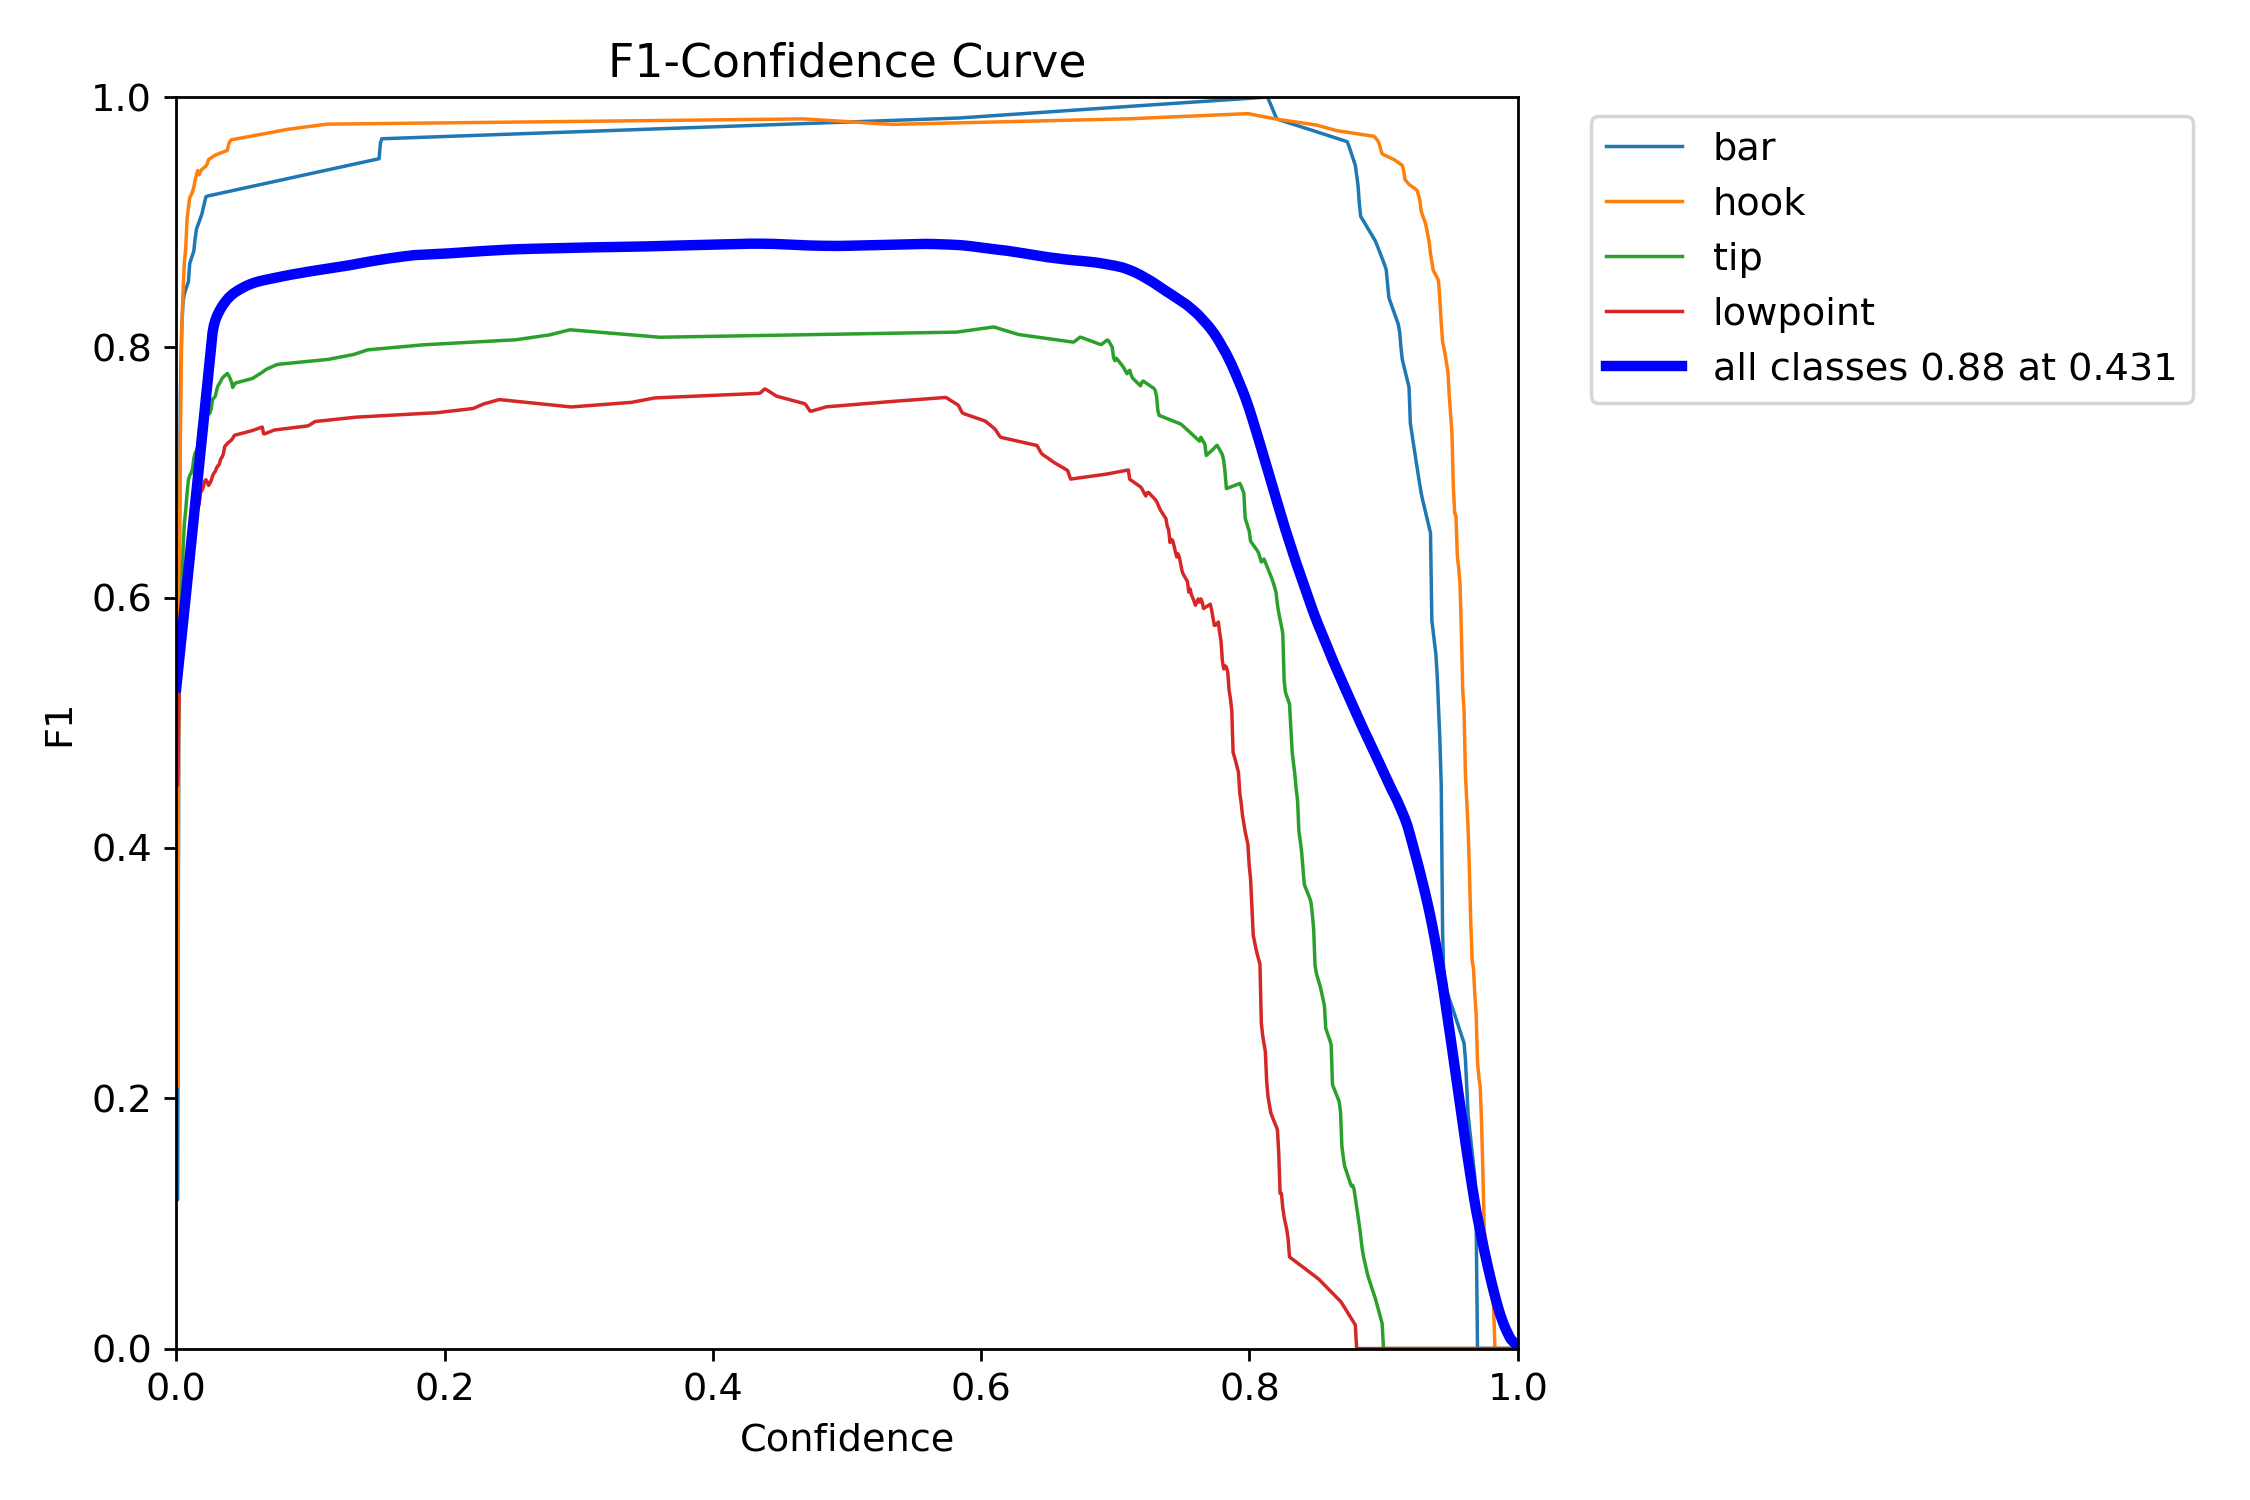 F1-Confidence Curve
1.0
0.8
0.6
0.4
0.2
0.0
F1
0.0 0.2 0.4 0.6 0.8 1.0
Confidence
bar
hook
tip
lowpoint
all classes 0.88 at 0.431